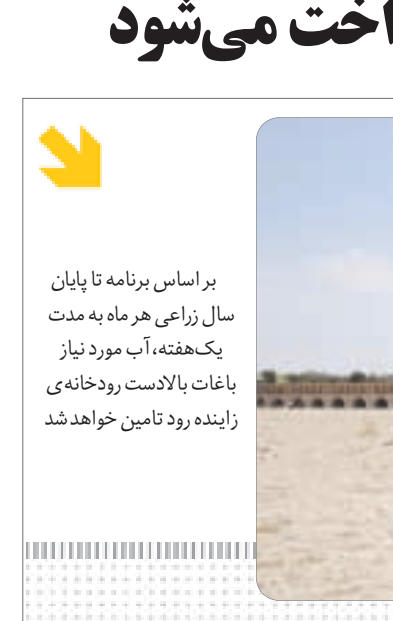 می‌شود
بر اساس برنامه تا پایان
سال زراعی هر ماه به مدت
یک‌هفته، آب مورد نیاز
باغات بالادست رودخانه‌ی
زاینده رود تامین خواهد شد